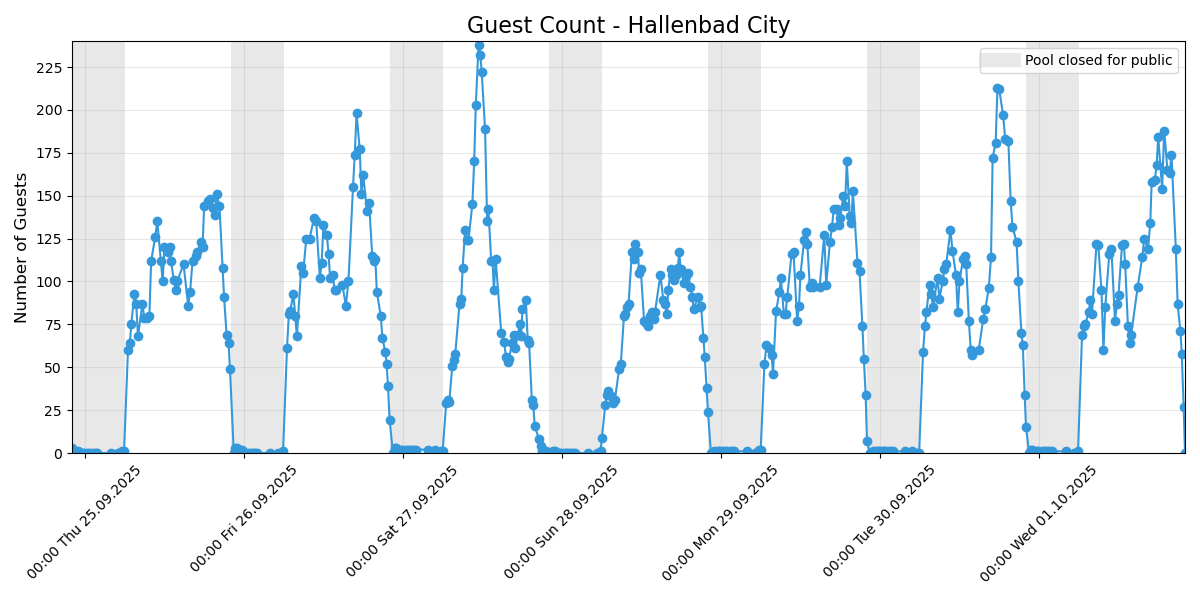 Guest Count - Hallenbad City
Pool closed for public
Number of Guests
225
200
175
150
125
100
75
50
25
0
00:00 Thu 25.09.2025
00:00 Fri 26.09.2025
00:00 Sat 27.09.2025
00:00 Sun 28.09.2025
00:00 Mon 29.09.2025
00:00 Tue 30.09.2025
00:00 Wed 01.10.2025